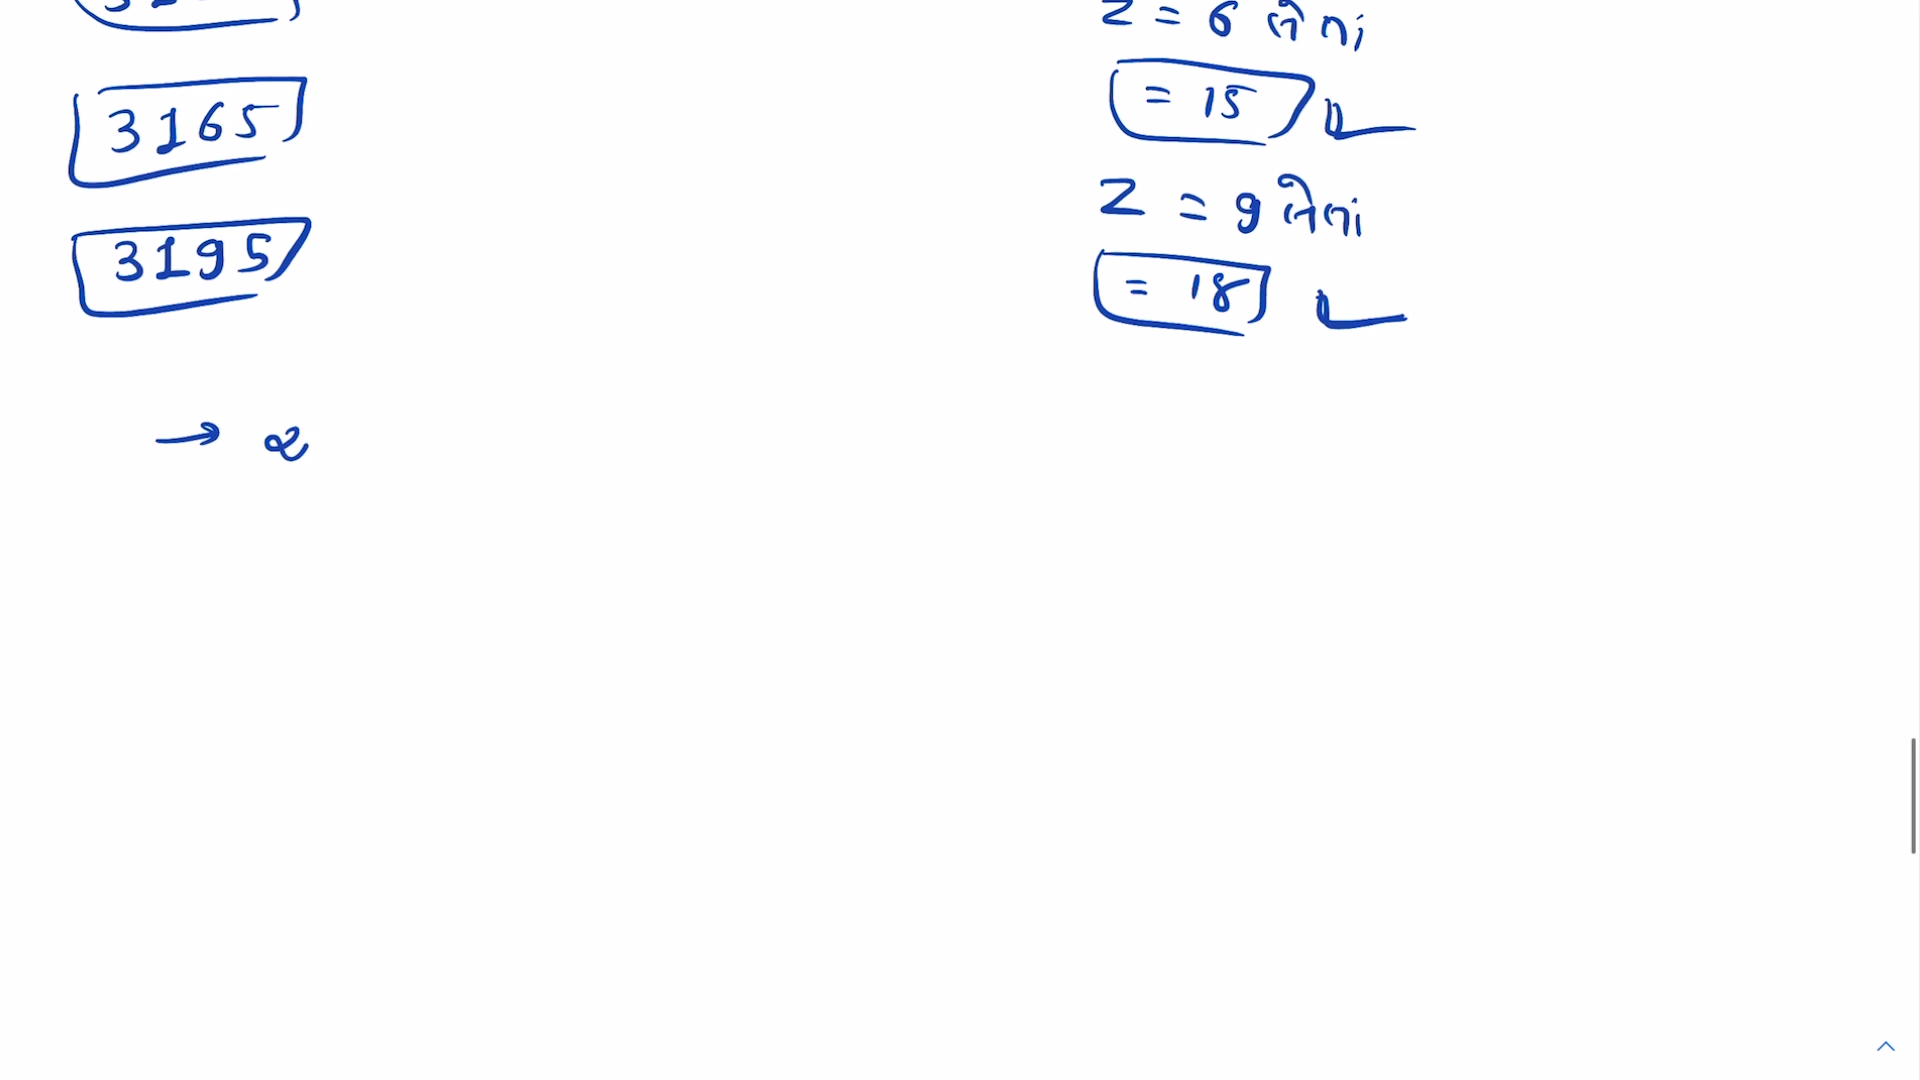 3165
3195
→ જ
z = 6 લેતાં
= 15
z = 9 લેતાં
= 18